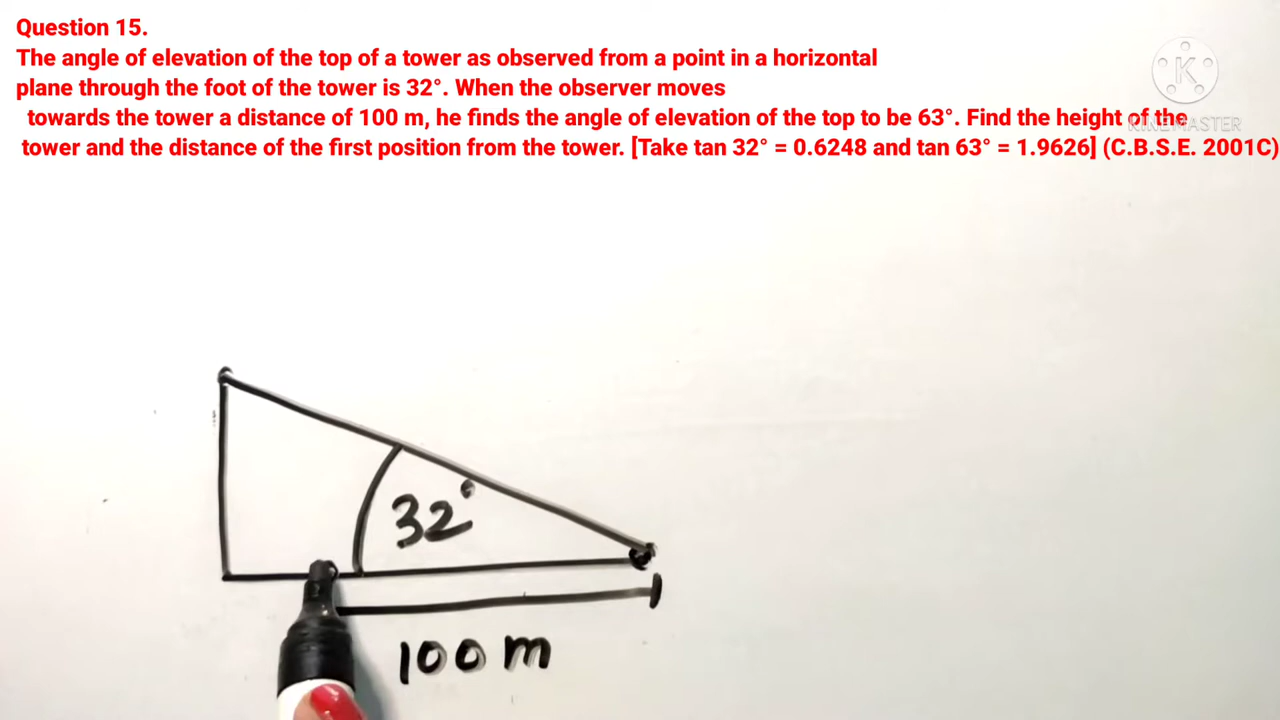 Question 15.
The angle of elevation of the top of a tower as observed from a point in a horizontal
plane through the foot of the tower is 32°. When the observer moves
towards the tower a distance of 100 m, he finds the angle of elevation of the top to be 63°. Find the height of the
tower and the distance of the first position from the tower. [Take tan 32° = 0.6248 and tan 63° = 1.9626] (C.B.S.E. 2001C)
K
KINEMASTER
32°
100 m